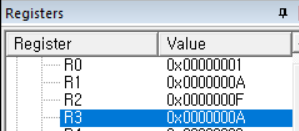 Registers
Register Value
R0 0x00000001
R1 0x0000000A
R2 0x0000000F
R3 0x0000000A